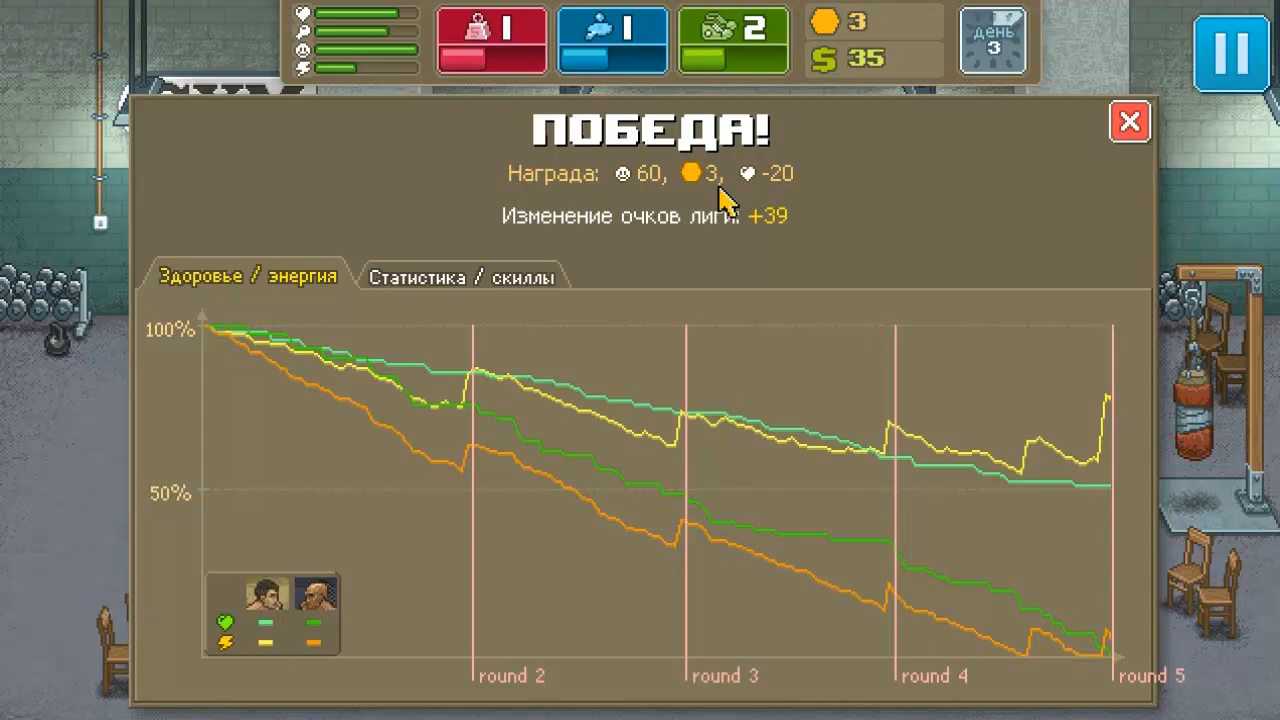 1
1
2
3
35
день
3
ПОБЕДА!
Награда: 60, 3, -20
Изменение очков лиги: +39
Здоровье / энергия
Статистика / скиллы
100%
50%
round 2
round 3
round 4
round 5